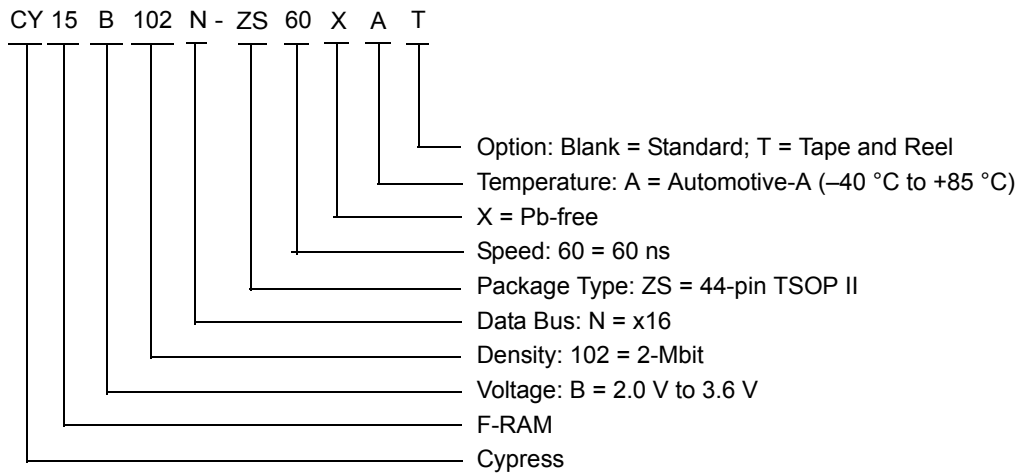 CY 15 B 102 N - ZS 60 X A T
Option: Blank = Standard; T = Tape and Reel
Temperature: A = Automotive-A (–40 °C to +85 °C)
X = Pb-free
Speed: 60 = 60 ns
Package Type: ZS = 44-pin TSOP II
Data Bus: N = x16
Density: 102 = 2-Mbit
Voltage: B = 2.0 V to 3.6 V
F-RAM
Cypress